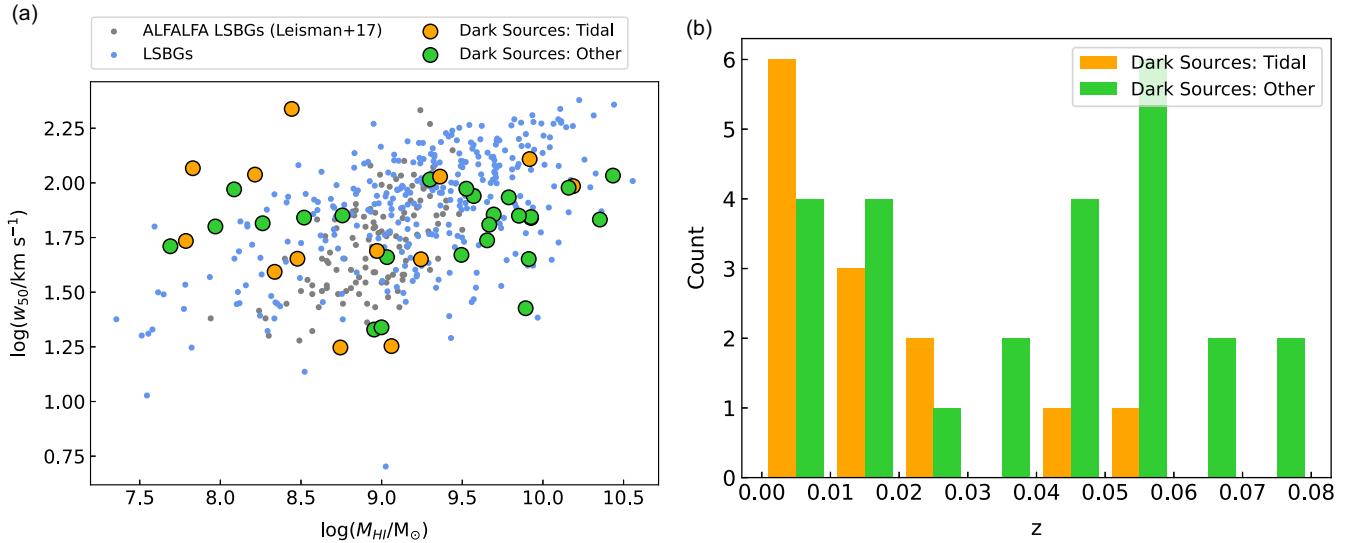 (a)
ALFALFA LSBGs (Leisman+17)
LSBGs
Dark Sources: Tidal
Dark Sources: Other
2.25
2.00
1.75
1.50
1.25
1.00
0.75
log(w₅₀/km s⁻¹)
7.5 8.0 8.5 9.0 9.5 10.0 10.5
log(M_HI/M_⊙)
(b)
Dark Sources: Tidal
Dark Sources: Other
6
5
4
3
2
1
0
Count
0.00 0.01 0.02 0.03 0.04 0.05 0.06 0.07 0.08
z